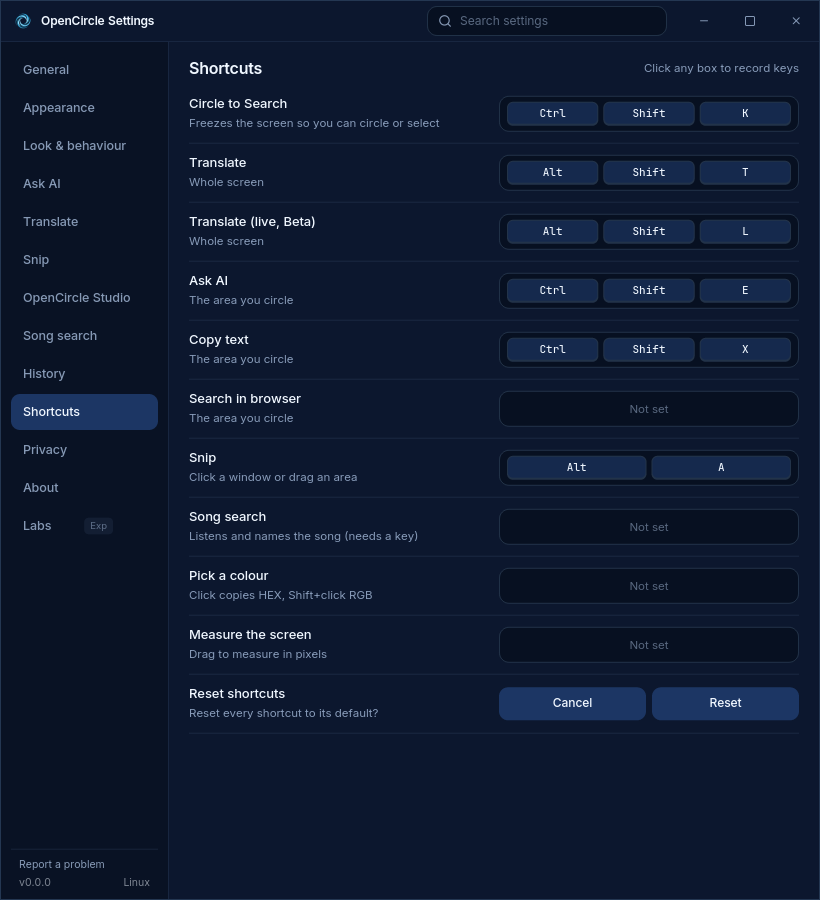 OpenCircle Settings
Search settings
General
Appearance
Look & behaviour
Ask AI
Translate
Snip
OpenCircle Studio
Song search
History
Shortcuts
Privacy
About
Labs Exp
Report a problem
v0.0.0 Linux
Shortcuts
Click any box to record keys
Circle to Search
Freezes the screen so you can circle or select
Ctrl Shift K
Translate
Whole screen
Alt Shift T
Translate (live, Beta)
Whole screen
Alt Shift L
Ask AI
The area you circle
Ctrl Shift E
Copy text
The area you circle
Ctrl Shift X
Search in browser
The area you circle
Not set
Snip
Click a window or drag an area
Alt A
Song search
Listens and names the song (needs a key)
Not set
Pick a colour
Click copies HEX, Shift+click RGB
Not set
Measure the screen
Drag to measure in pixels
Not set
Reset shortcuts
Reset every shortcut to its default?
Cancel Reset